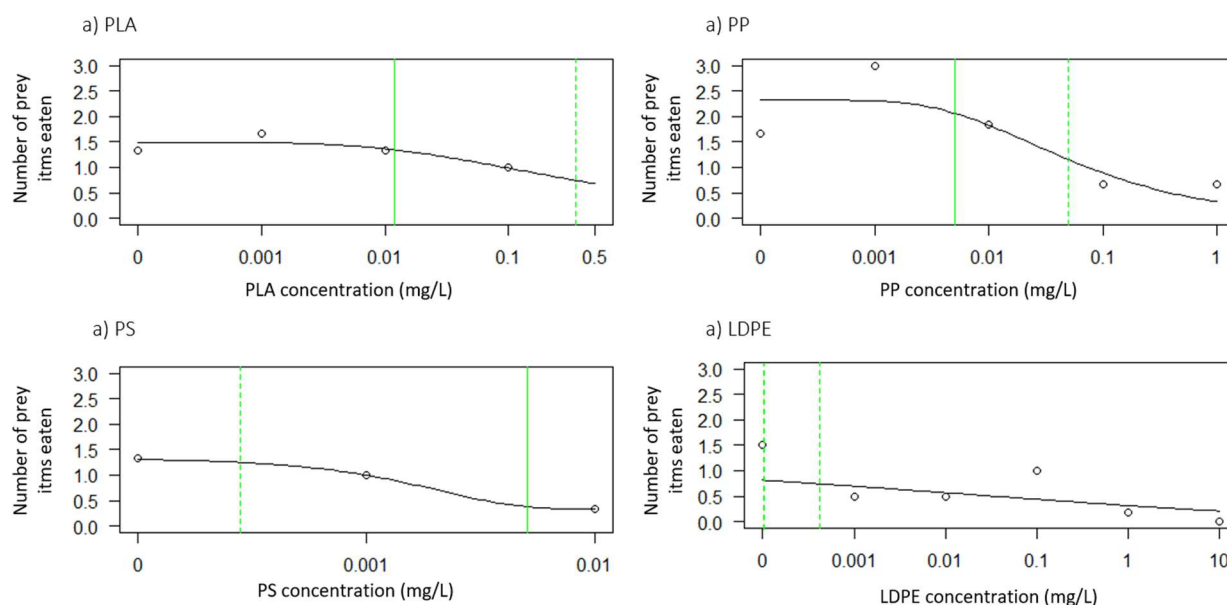 a) PLA
Number of prey
itms eaten
3.0
2.5
2.0
1.5
1.0
0.5
0.0
0 0.001 0.01 0.1 0.5
PLA concentration (mg/L)
a) PP
Number of prey
itms eaten
3.0
2.5
2.0
1.5
1.0
0.5
0.0
0 0.001 0.01 0.1 1
PP concentration (mg/L)
a) PS
Number of prey
itms eaten
3.0
2.5
2.0
1.5
1.0
0.5
0.0
0 0.001 0.01
PS concentration (mg/L)
a) LDPE
Number of prey
itms eaten
3.0
2.5
2.0
1.5
1.0
0.5
0.0
0 0.001 0.01 0.1 1 10
LDPE concentration (mg/L)